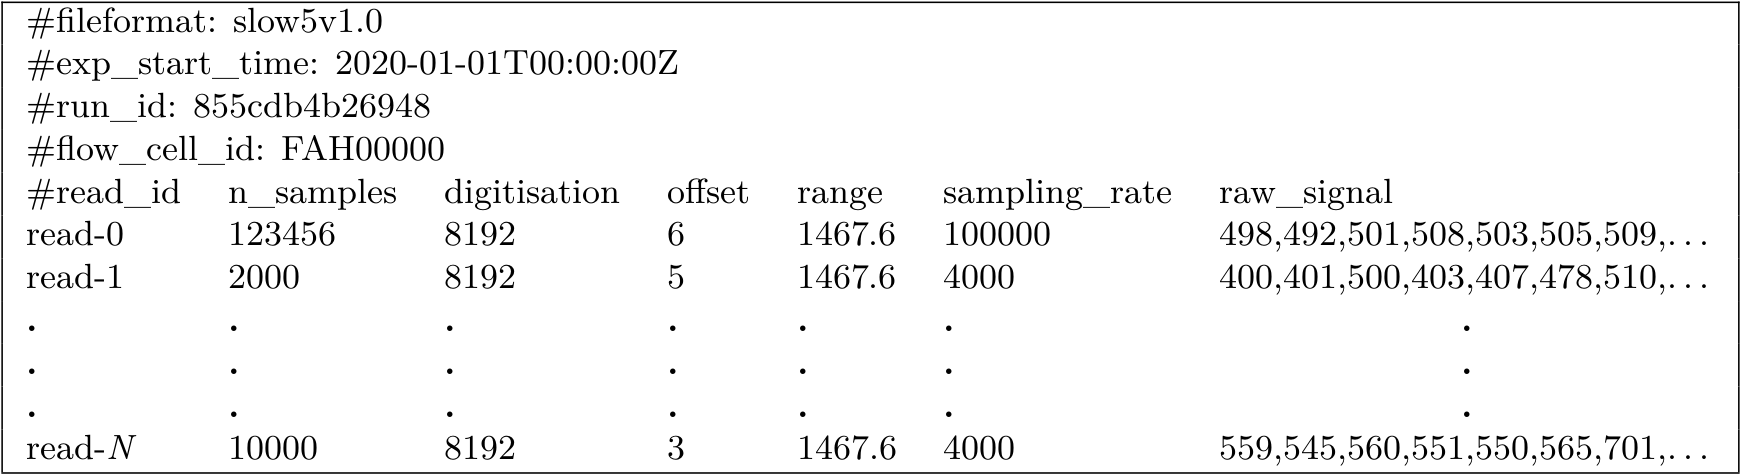 #fileformat: slow5v1.0
#exp_start_time: 2020-01-01T00:00:00Z
#run_id: 855cdb4b26948
#flow_cell_id: FAH00000
#read_id n_samples digitisation offset range sampling_rate raw_signal
read-0 123456 8192 6 1467.6 100000 498,492,501,508,503,505,509,...
read-1 2000 8192 5 1467.6 4000 400,401,500,403,407,478,510,...
. . . . . . .
. . . . . . .
. . . . . . .
read-N 10000 8192 3 1467.6 4000 559,545,560,551,550,565,701,...